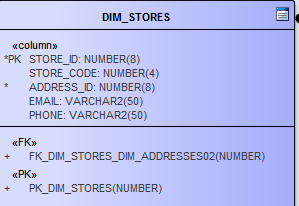 DIM_STORES
«column»
*PK STORE_ID: NUMBER(8)
STORE_CODE: NUMBER(4)
* ADDRESS_ID: NUMBER(8)
EMAIL: VARCHAR2(50)
PHONE: VARCHAR2(50)
«FK»
+ FK_DIM_STORES_DIM_ADDRESSES02(NUMBER)
«PK»
+ PK_DIM_STORES(NUMBER)